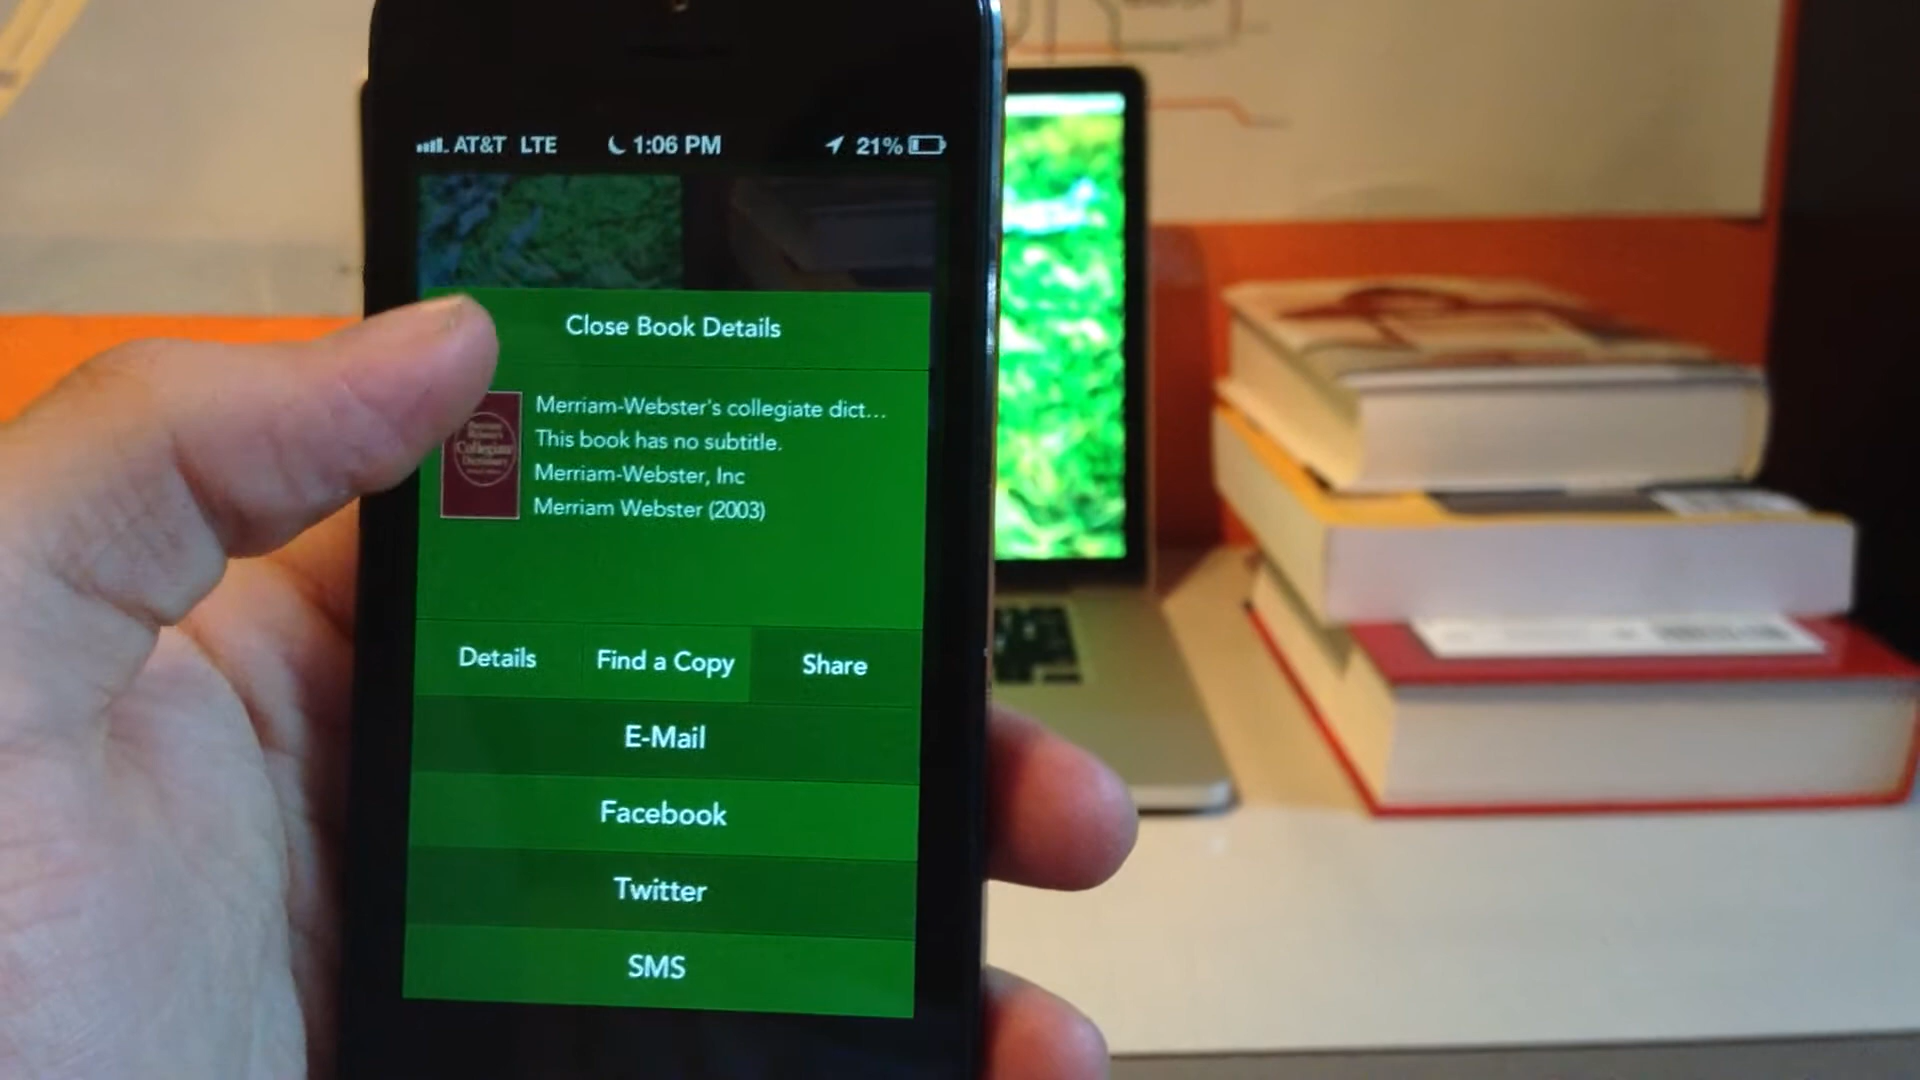 AT&T LTE 1:06 PM 21%
Close Book Details
Merriam-Webster's collegiate dict...
This book has no subtitle.
Merriam-Webster, Inc
Merriam Webster (2003)
Collegiate
Details Find a Copy Share
E-Mail
Facebook
Twitter
SMS